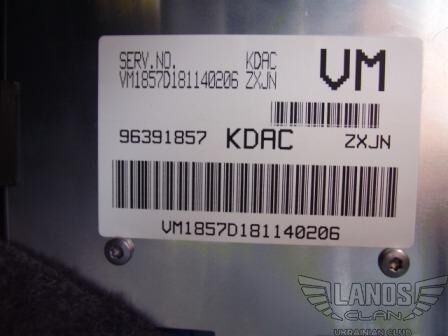 SERV.NO. KDAC
VM1857D181140206 ZXJN
VM
96391857 KDAC ZXJN
VM1857D181140206
LANOS
CLAN
UKRAINIAN CLUB